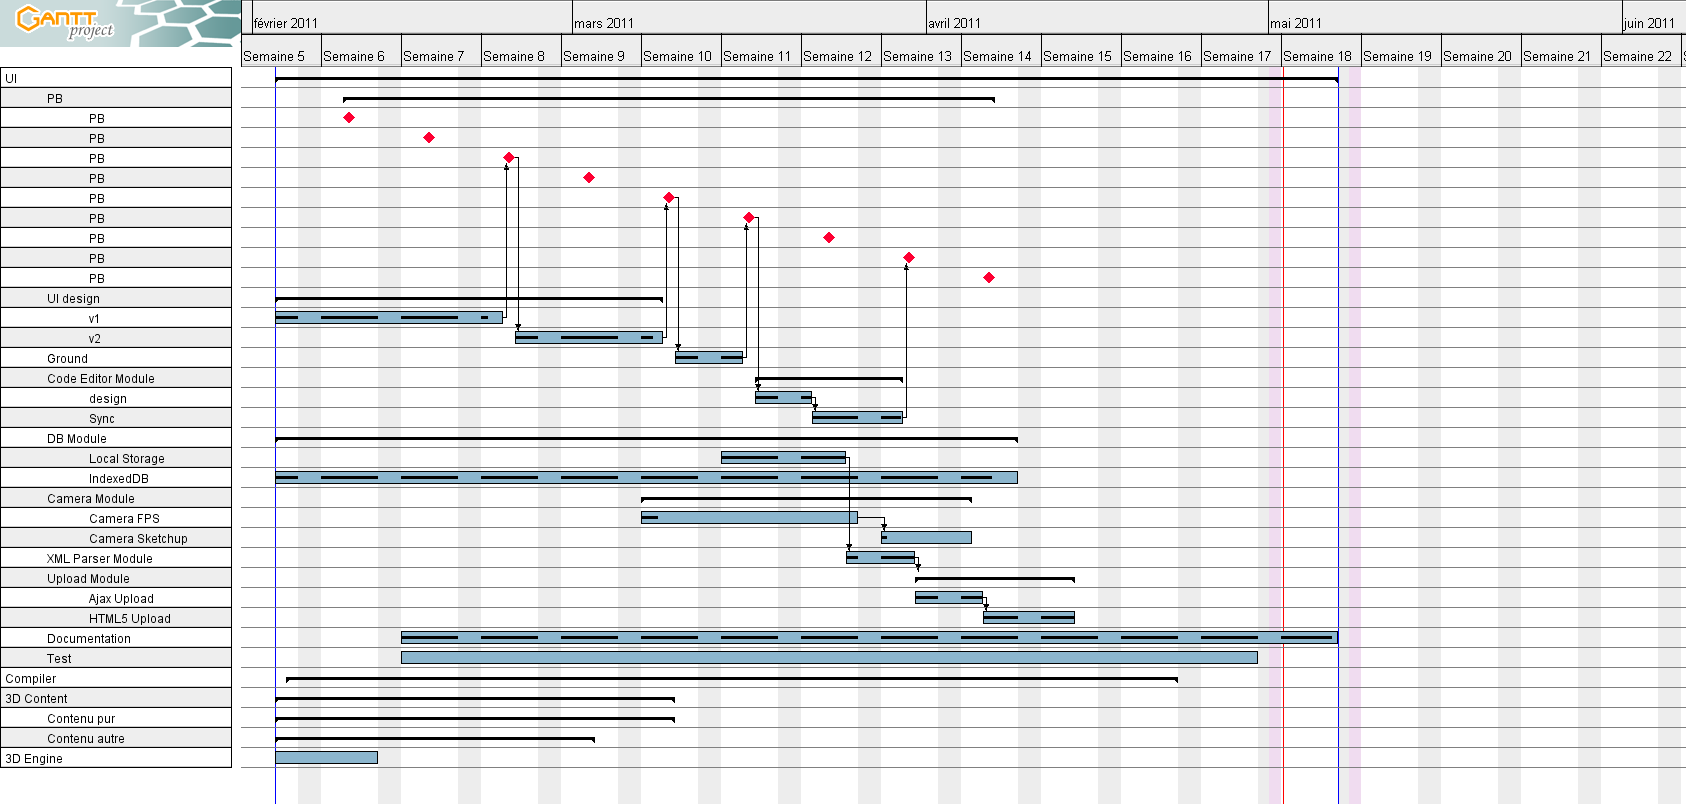 GANTT
project
février 2011 mars 2011 avril 2011 mai 2011 juin 2011
Semaine 5 Semaine 6 Semaine 7 Semaine 8 Semaine 9 Semaine 10 Semaine 11 Semaine 12 Semaine 13 Semaine 14 Semaine 15 Semaine 16 Semaine 17 Semaine 18 Semaine 19 Semaine 20 Semaine 21 Semaine 22
UI
PB
PB
PB
PB
PB
PB
PB
PB
PB
PB
UI design
v1
v2
Ground
Code Editor Module
design
Sync
DB Module
Local Storage
IndexedDB
Camera Module
Camera FPS
Camera Sketchup
XML Parser Module
Upload Module
Ajax Upload
HTML5 Upload
Documentation
Test
Compiler
3D Content
Contenu pur
Contenu autre
3D Engine